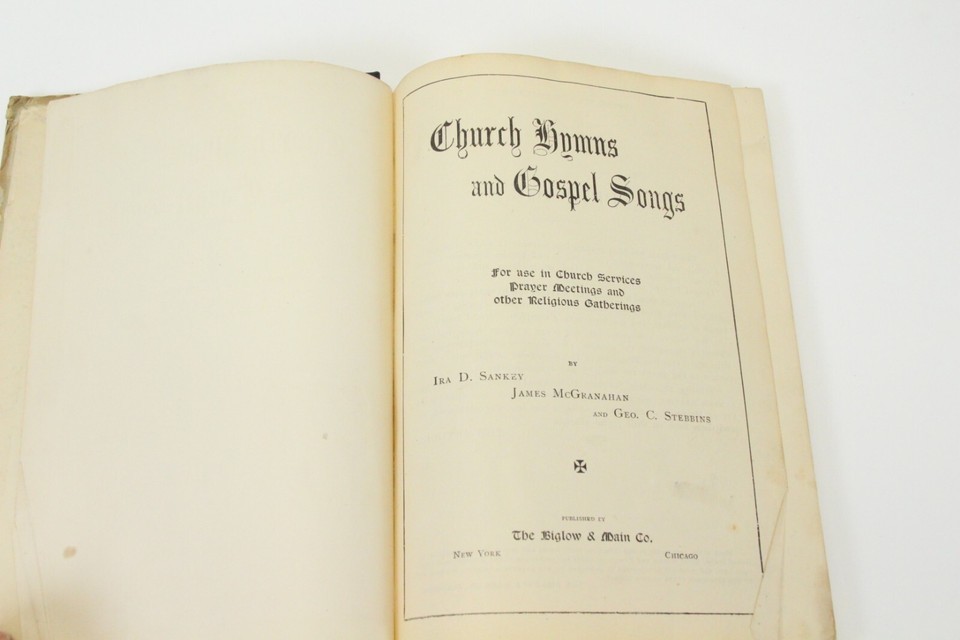 Church Hymns
and Gospel Songs
For use in Church Services
Prayer Meetings and
other Religious Gatherings
BY
IRA D. SANKEY
JAMES MCGRANAHAN
AND GEO. C. STEBBINS
PUBLISHED BY
The Biglow & Main Co.
NEW YORK CHICAGO